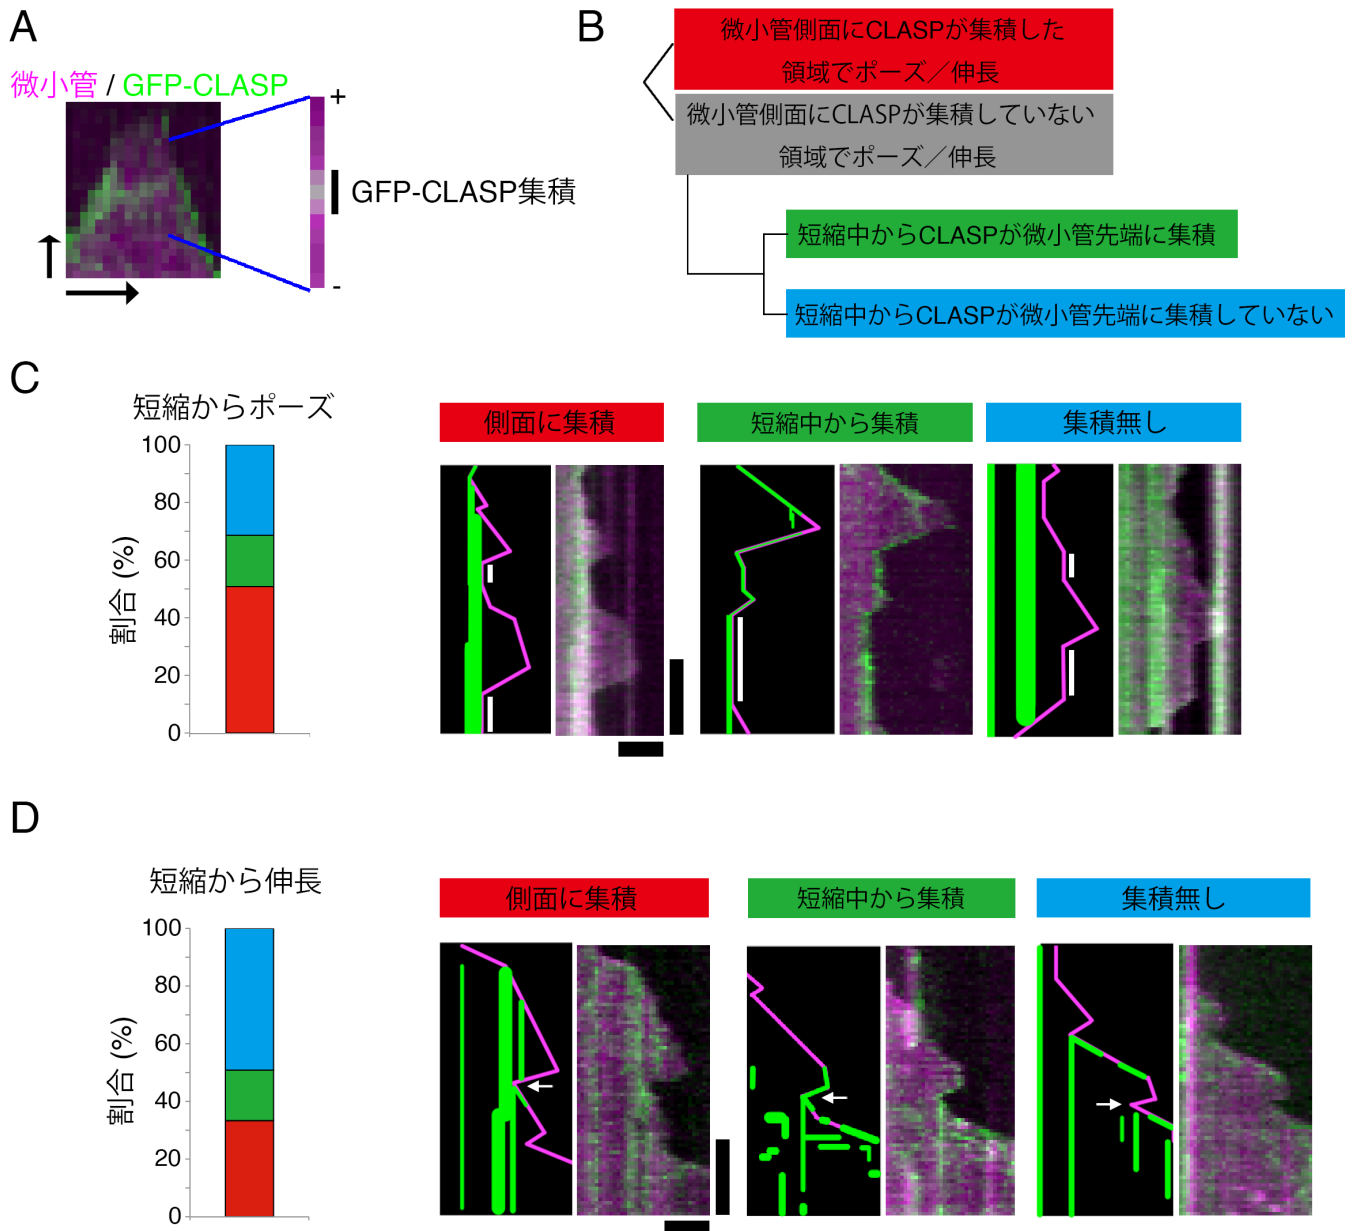 A
微小管 / GFP-CLASP
+
GFP-CLASP集積
-
B
微小管側面にCLASPが集積した
領域でポーズ／伸長
微小管側面にCLASPが集積していない
領域でポーズ／伸長
短縮中からCLASPが微小管先端に集積
短縮中からCLASPが微小管先端に集積していない
C
短縮からポーズ
割合 (%)
100
80
60
40
20
0
側面に集積
短縮中から集積
集積無し
D
短縮から伸長
割合 (%)
100
80
60
40
20
0
側面に集積
短縮中から集積
集積無し